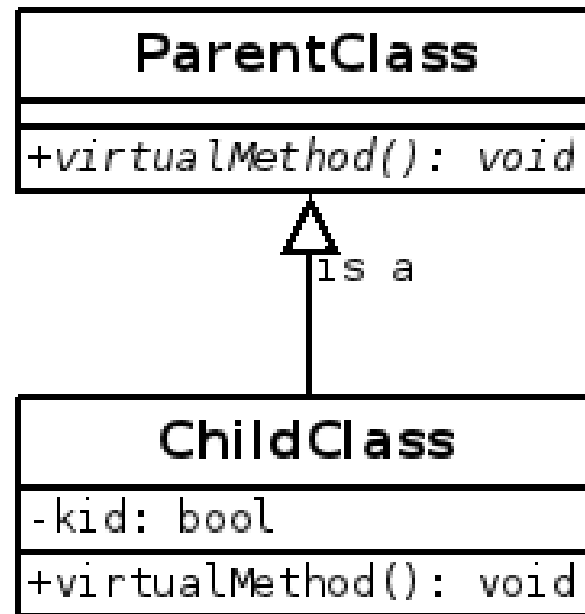 ParentClass
+virtualMethod(): void
is a
ChildClass
-kid: bool
+virtualMethod(): void